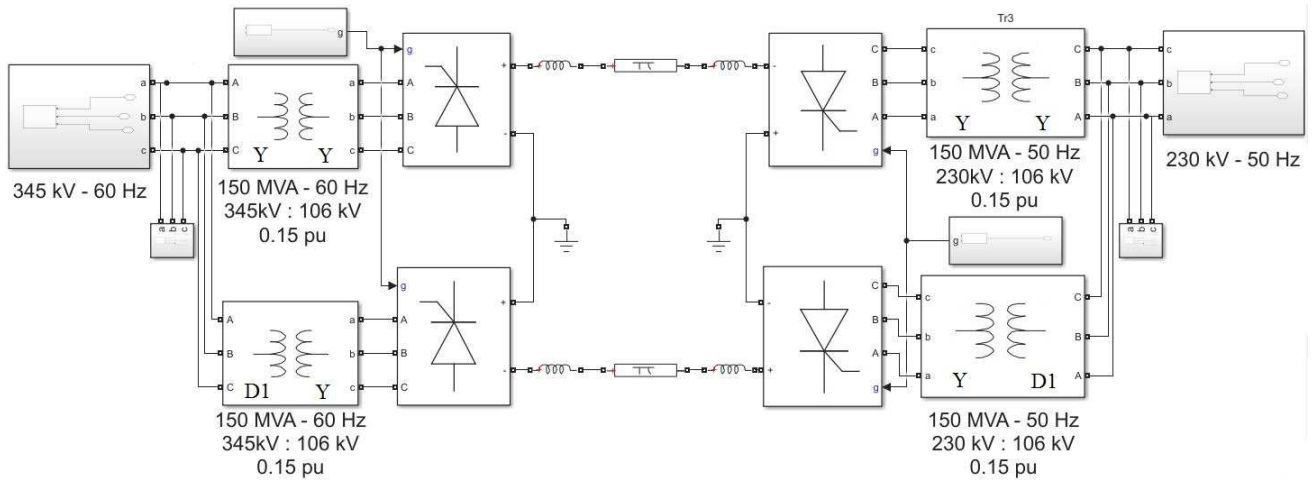 Tr3
g
g
+
-
A
B
C
a
b
c
345 kV - 60 Hz
a
b
c
A
B
C
a
b
c
Y Y
150 MVA - 60 Hz
345kV : 106 kV
0.15 pu
a b c
g
+
-
A
B
C
A
B
C
a
b
c
D1 Y
150 MVA - 60 Hz
345kV : 106 kV
0.15 pu
+
+
+
+
-
+
C
B
A
g
c
b
a
C
B
A
Y Y
150 MVA - 50 Hz
230kV : 106 kV
0.15 pu
c
b
a
230 kV - 50 Hz
g
a b c
-
+
C
B
A
g
c
b
a
C
B
A
Y D1
150 MVA - 50 Hz
230 kV : 106 kV
0.15 pu